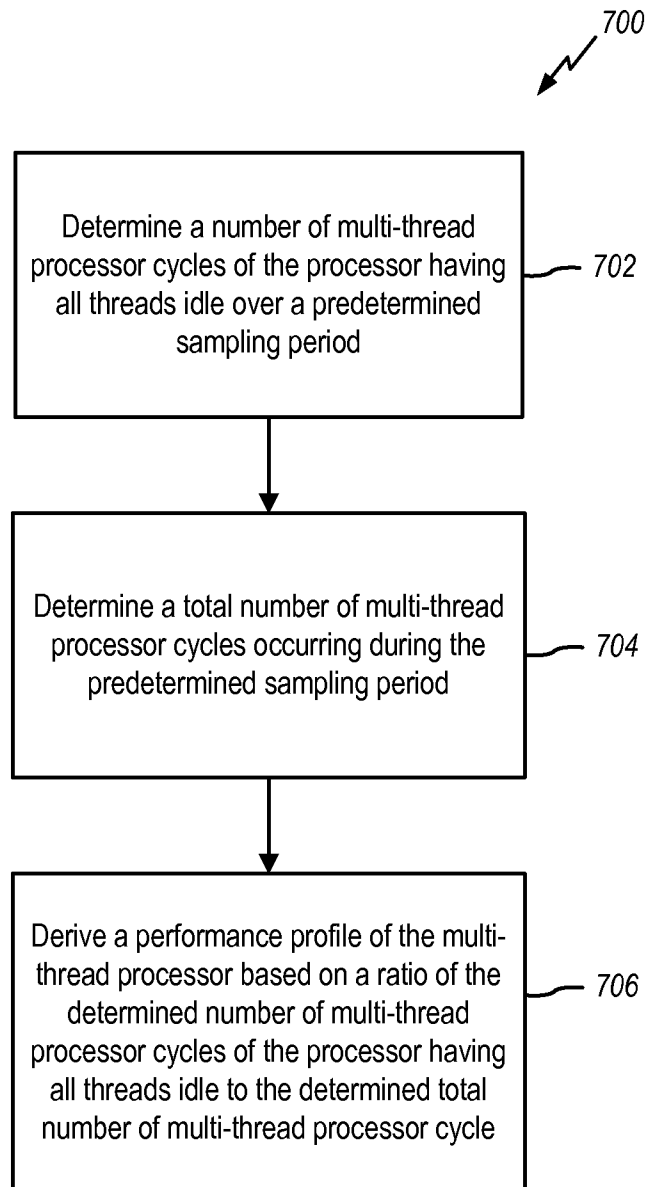 700
Determine a number of multi-thread
processor cycles of the processor having
all threads idle over a predetermined
sampling period
702
Determine a total number of multi-thread
processor cycles occurring during the
predetermined sampling period
704
Derive a performance profile of the multi-
thread processor based on a ratio of the
determined number of multi-thread
processor cycles of the processor having
all threads idle to the determined total
number of multi-thread processor cycle
706